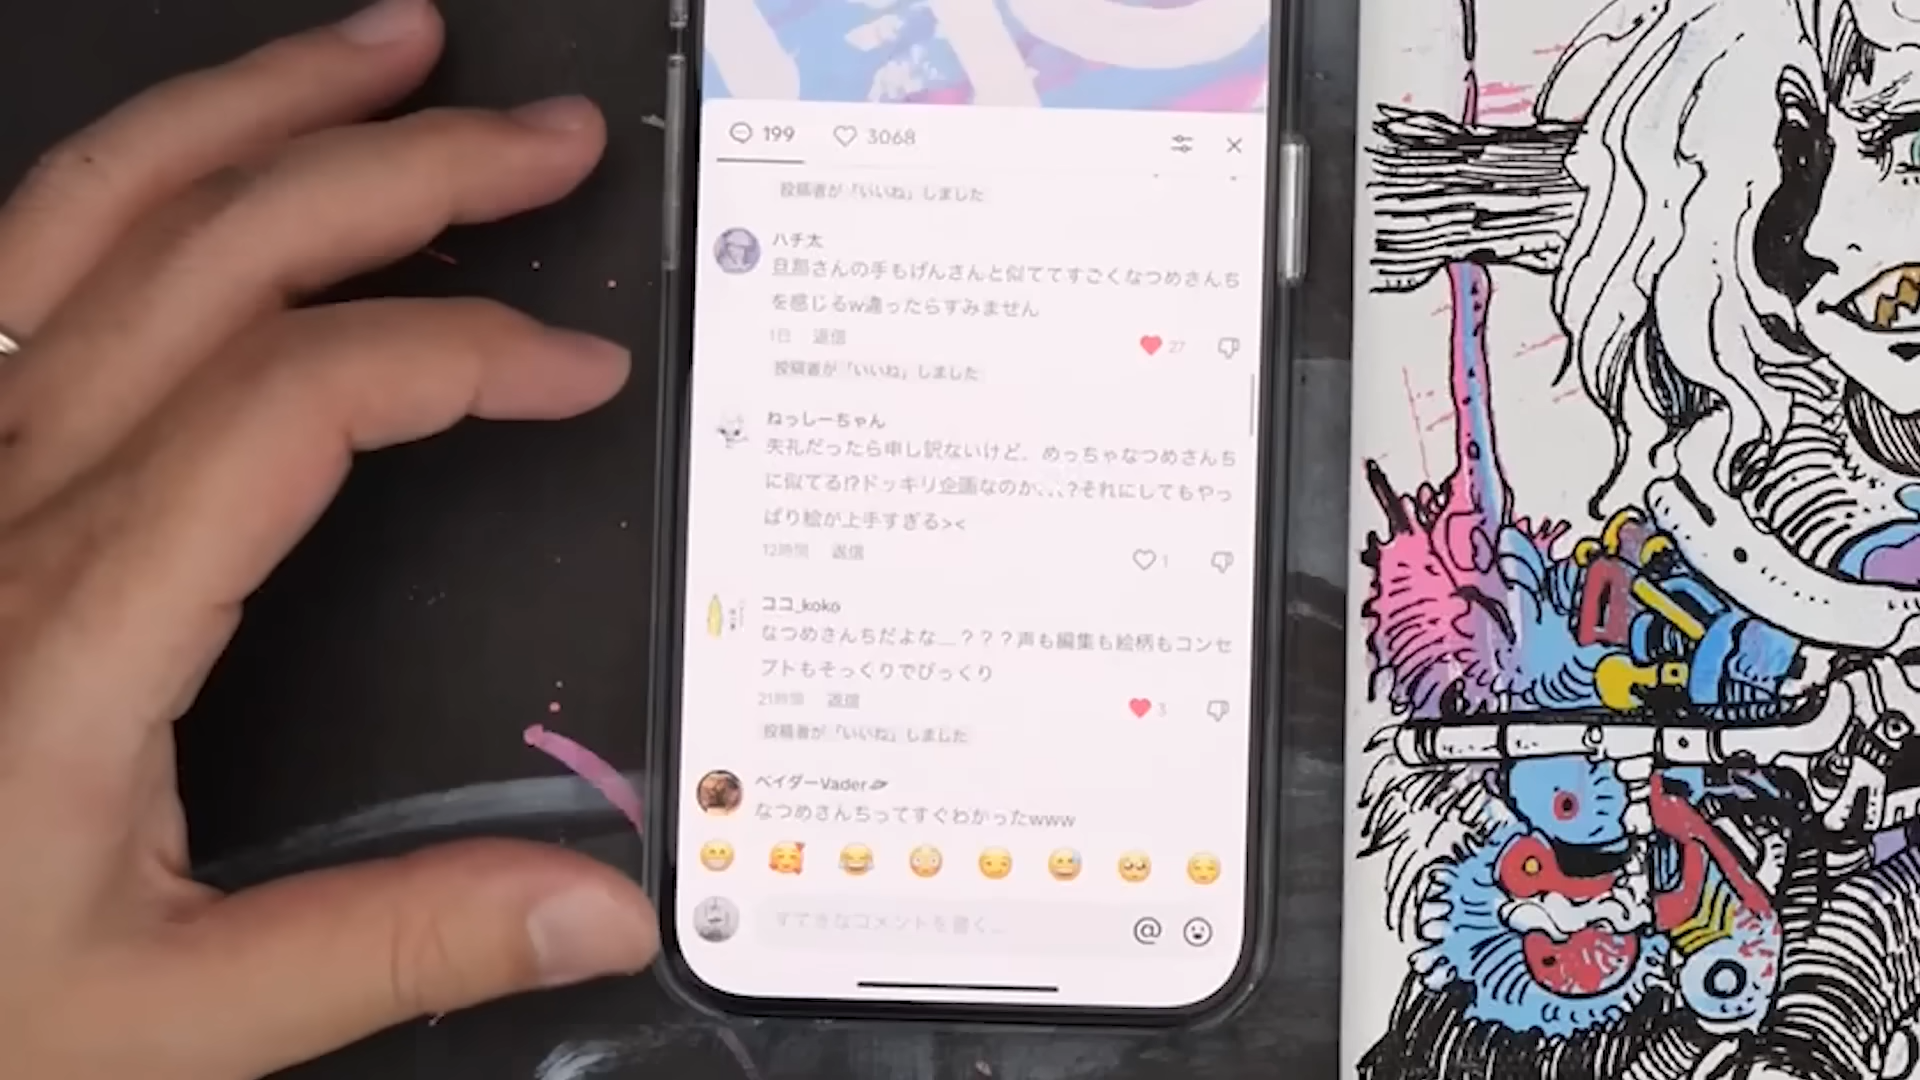 199
3068
投稿者が「いいね」しました
ハチ太
旦那さんの手もげんさんと似ててすごくなつめさんち
を感じるw違ったらすみません
1日 返信
27
投稿者が「いいね」しました
ねっしーちゃん
失礼だったら申し訳ないけど、めっちゃなつめさんち
に似てる!?ドッキリ企画なのか、、、?それにしてもやっ
ぱり絵が上手すぎる><
12時間 返信
1
ココ_koko
なつめさんちだよな__？？？声も編集も絵柄もコンセ
プトもそっくりでびっくり
21時間 返信
3
投稿者が「いいね」しました
ベイダーVader
なつめさんちってすぐわかったwww
すてきなコメントを書く...
@